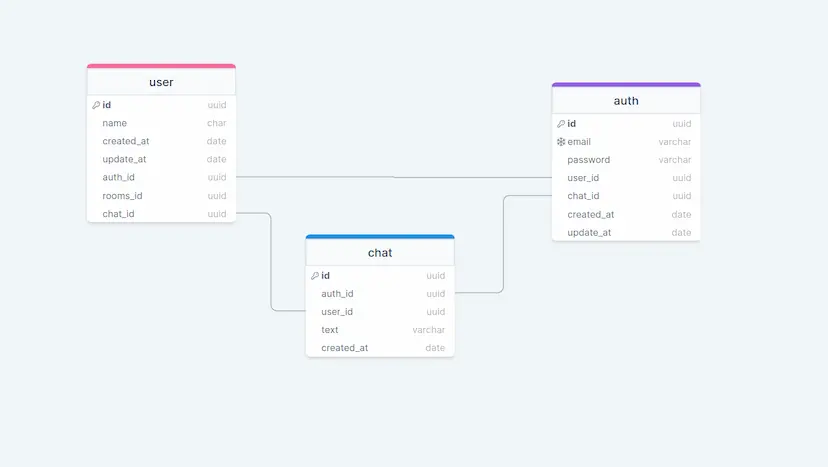 user
id uuid
name char
created_at date
update_at date
auth_id uuid
rooms_id uuid
chat_id uuid
auth
id uuid
email varchar
password varchar
user_id uuid
chat_id uuid
created_at date
update_at date
chat
id uuid
auth_id uuid
user_id uuid
text varchar
created_at date